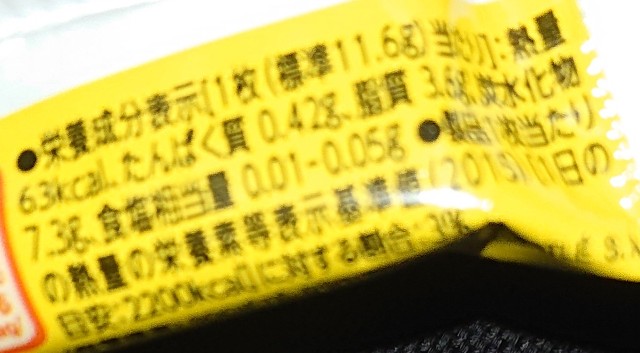 ●栄養成分表示[1枚(標準11.6g)当たり]:熱量
63kcal、たんぱく質 0.42g、脂質 3.6g、炭水化物
7.3g、食塩相当量 0.01-0.05g ●製品1枚当たり
の熱量の栄養素等表示基準値(2015)[1日の
目安:2200kcal]に対する割合:3%